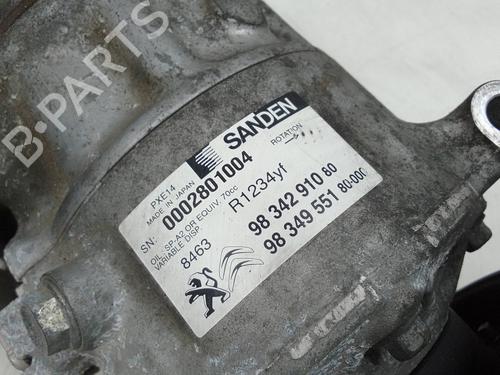 B-PARTS
SANDEN
ROTATION
PXE14
MADE IN JAPAN
SN: 0002801004
OIL : SP-A2 OR EQUIV. 70cc
VARIABLE DISP
R1234yf
8463
98 342 910 80
98 349 551 80-000